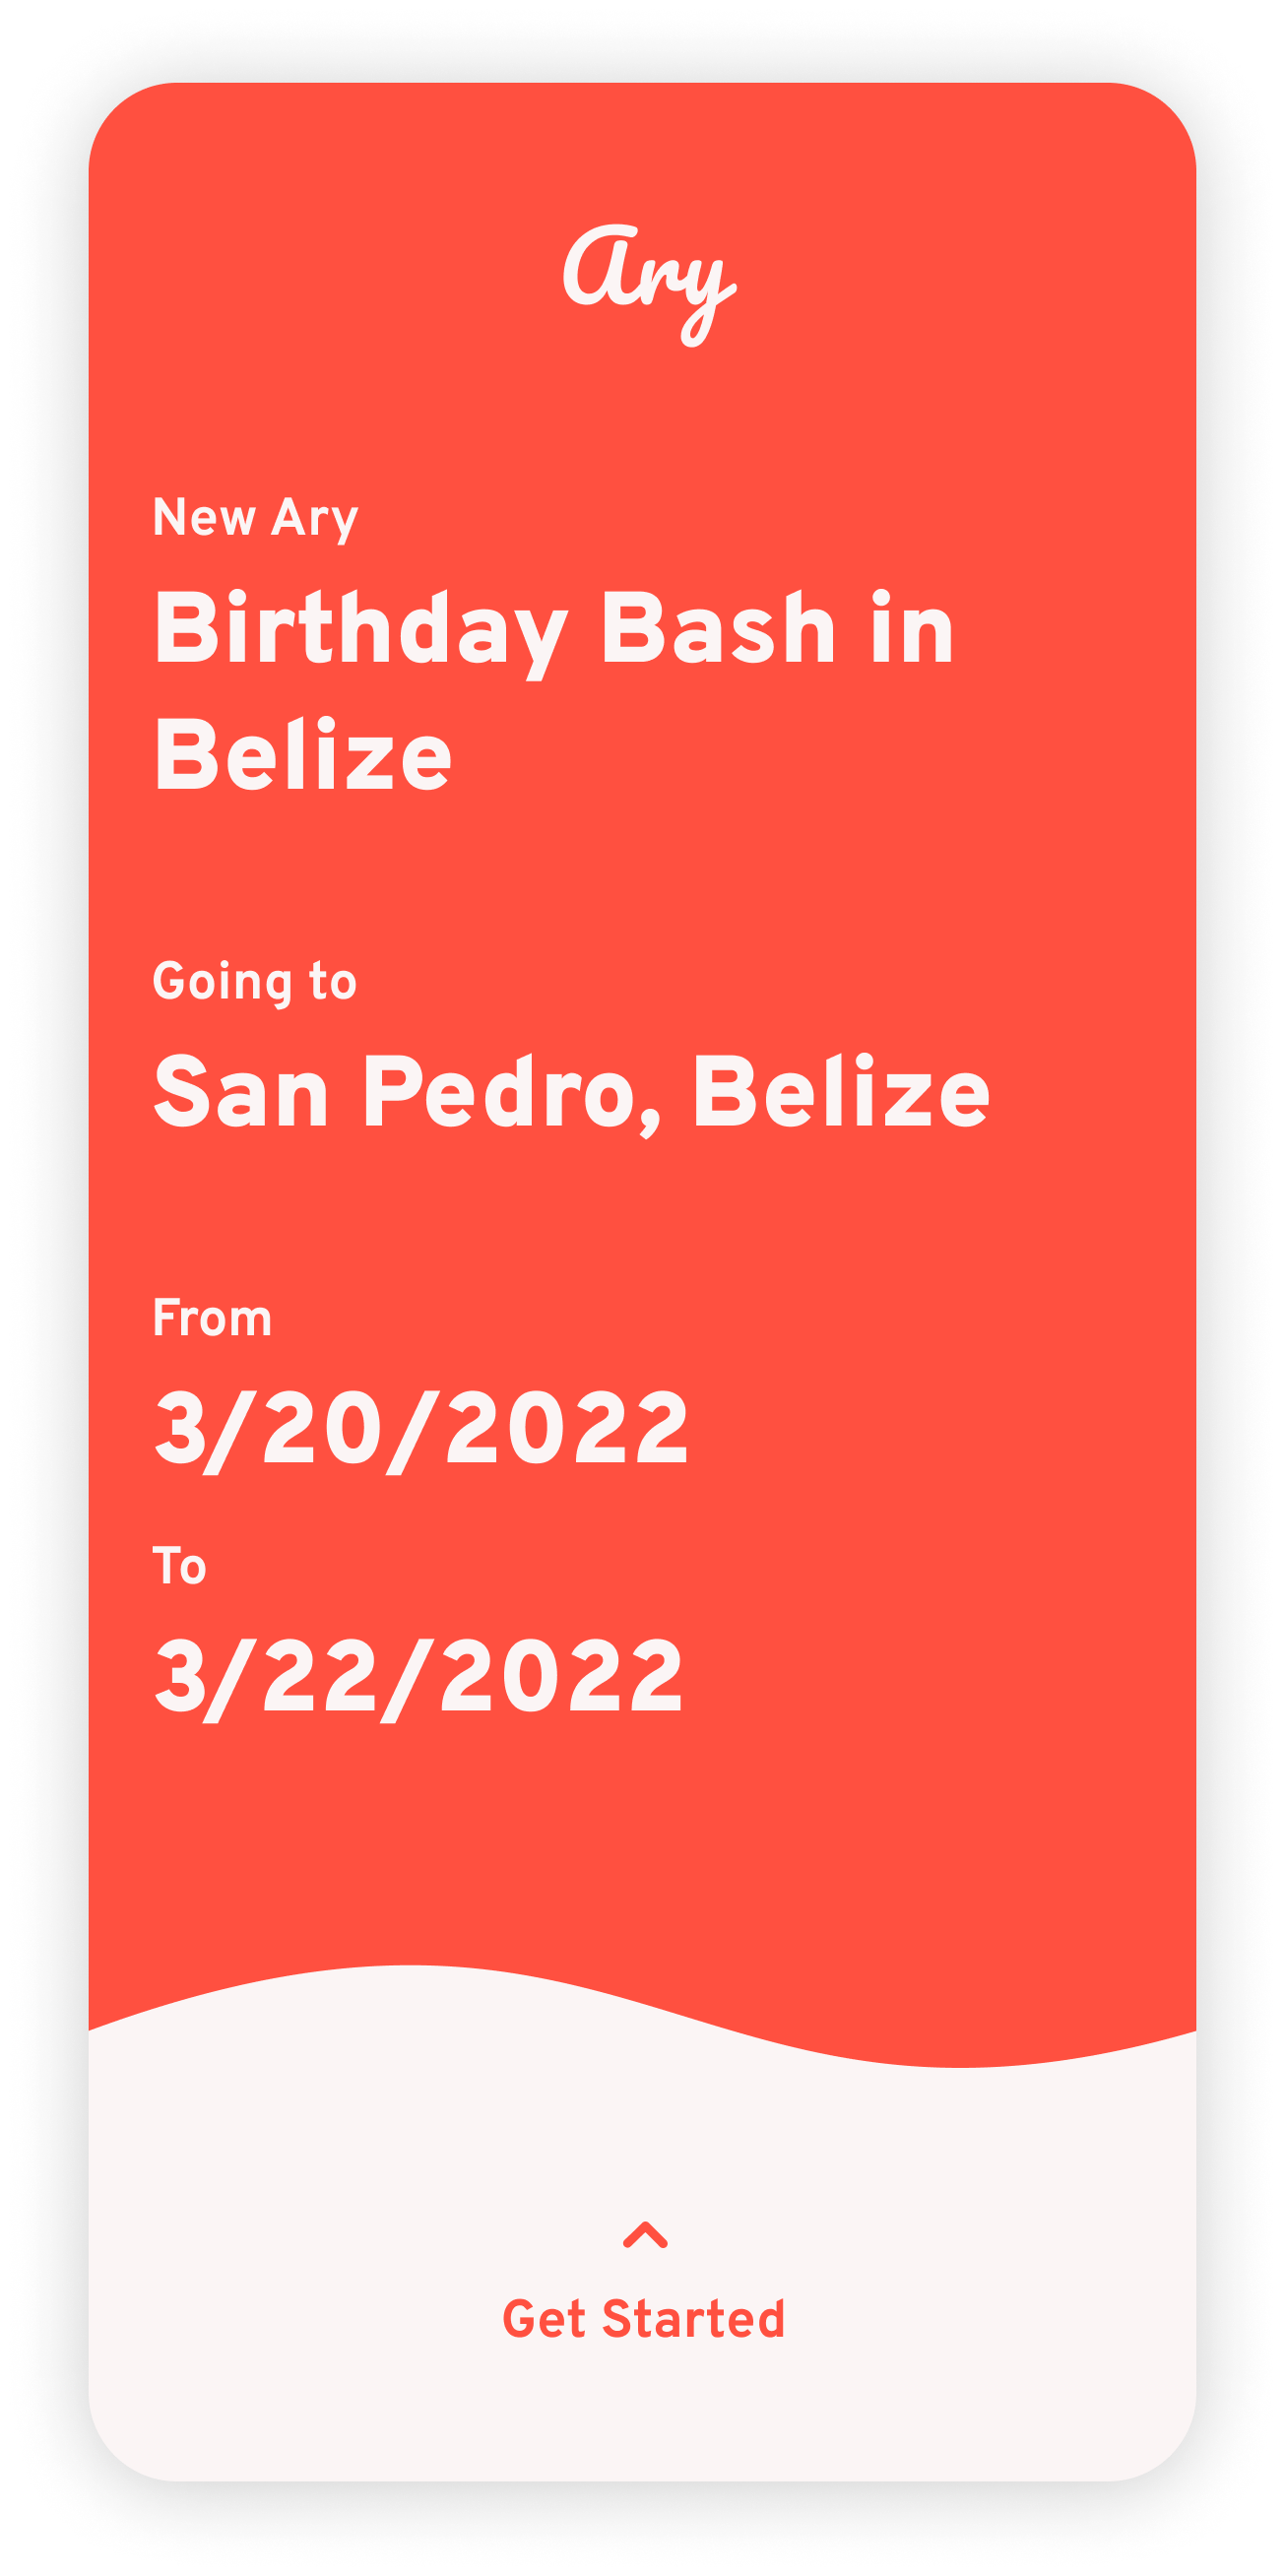 Ary
New Ary
Birthday Bash in
Belize
Going to
San Pedro, Belize
From
3/20/2022
To
3/22/2022
Get Started